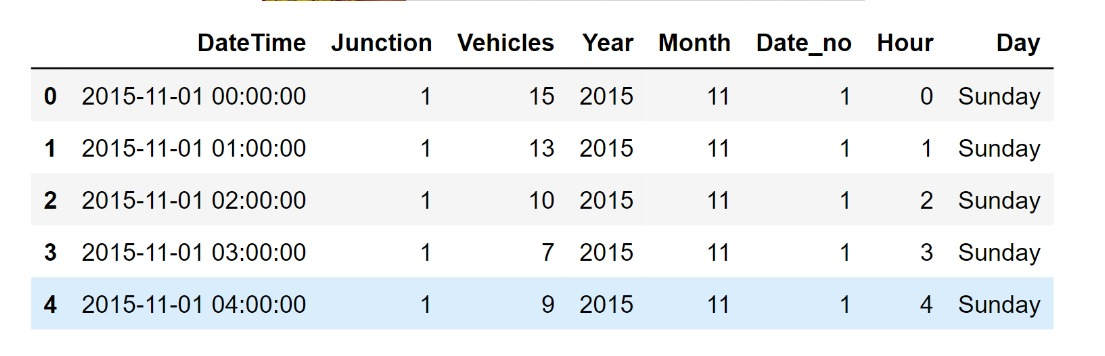 DateTime Junction Vehicles Year Month Date_no Hour Day
0 2015-11-01 00:00:00 1 15 2015 11 1 0 Sunday
1 2015-11-01 01:00:00 1 13 2015 11 1 1 Sunday
2 2015-11-01 02:00:00 1 10 2015 11 1 2 Sunday
3 2015-11-01 03:00:00 1 7 2015 11 1 3 Sunday
4 2015-11-01 04:00:00 1 9 2015 11 1 4 Sunday